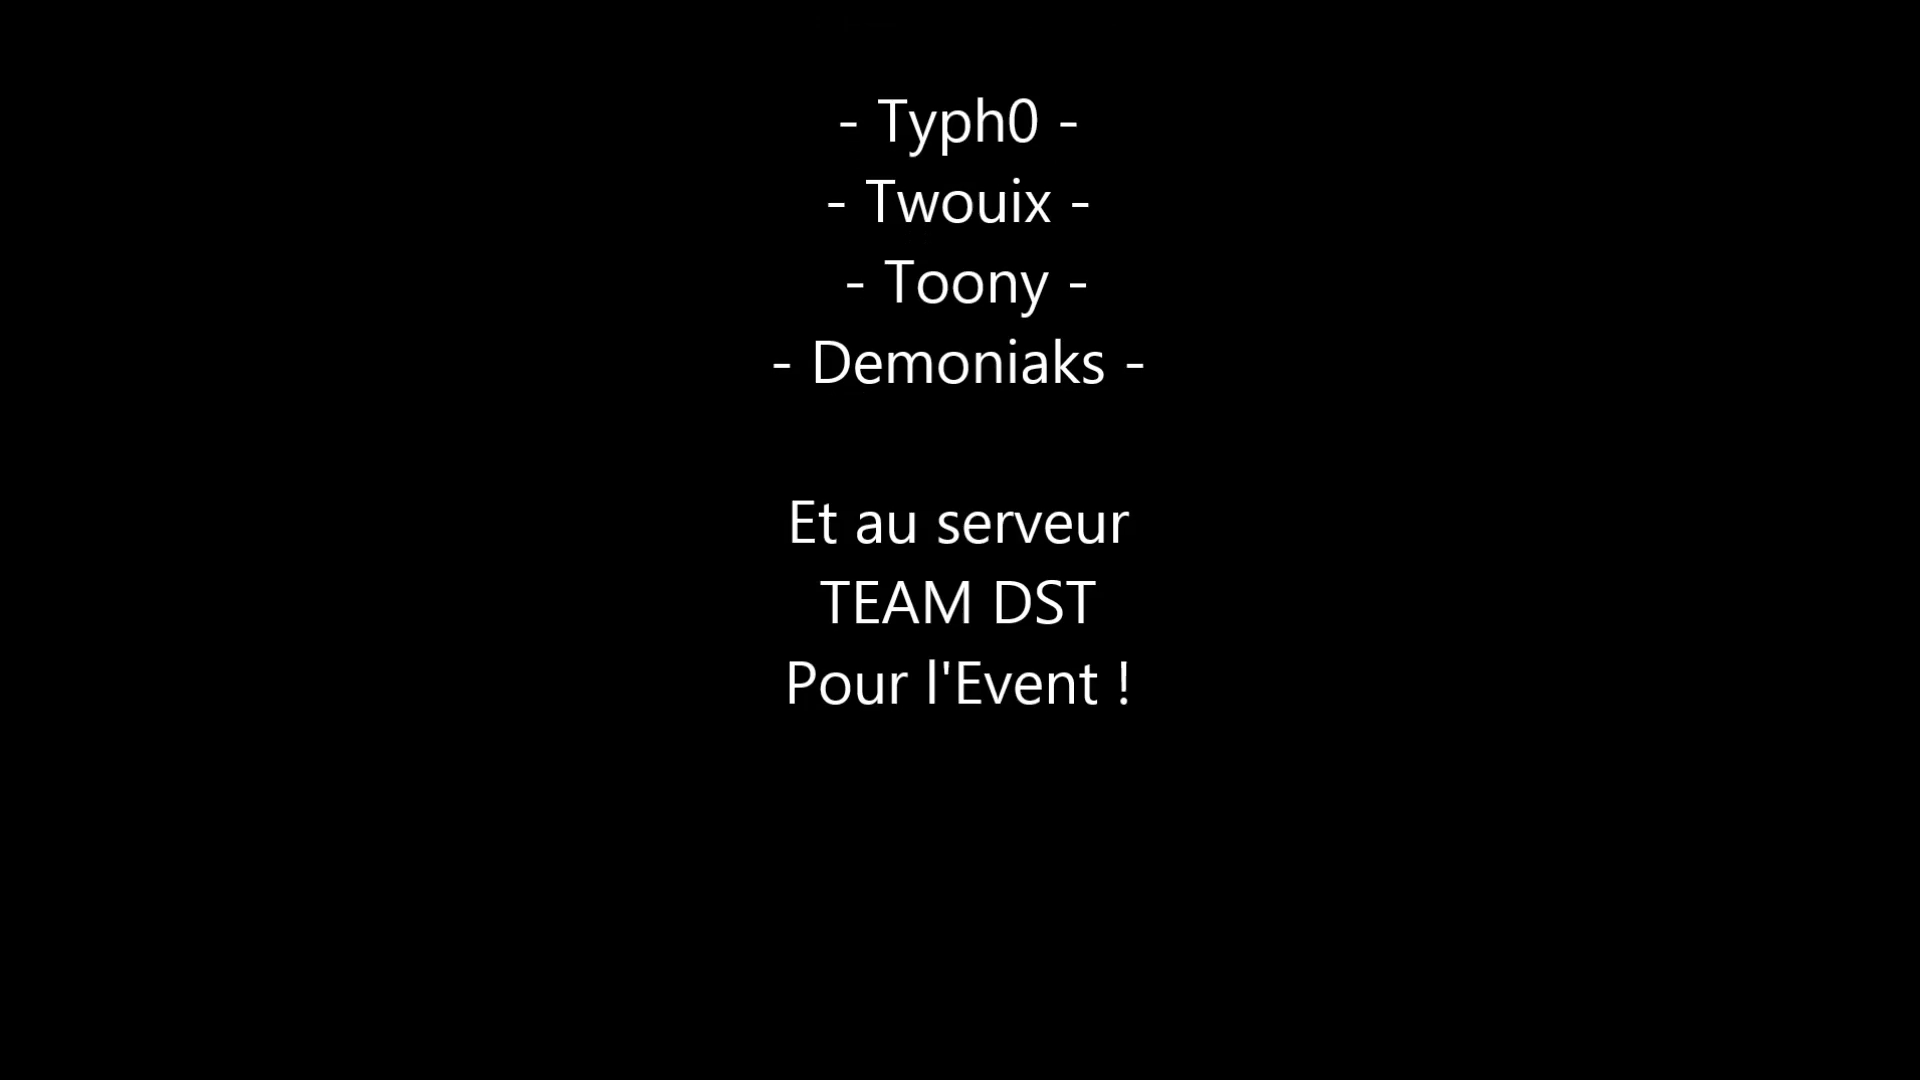 - Typh0 -
- Twouix -
- Toony -
- Demoniaks -
Et au serveur
TEAM DST
Pour l'Event !